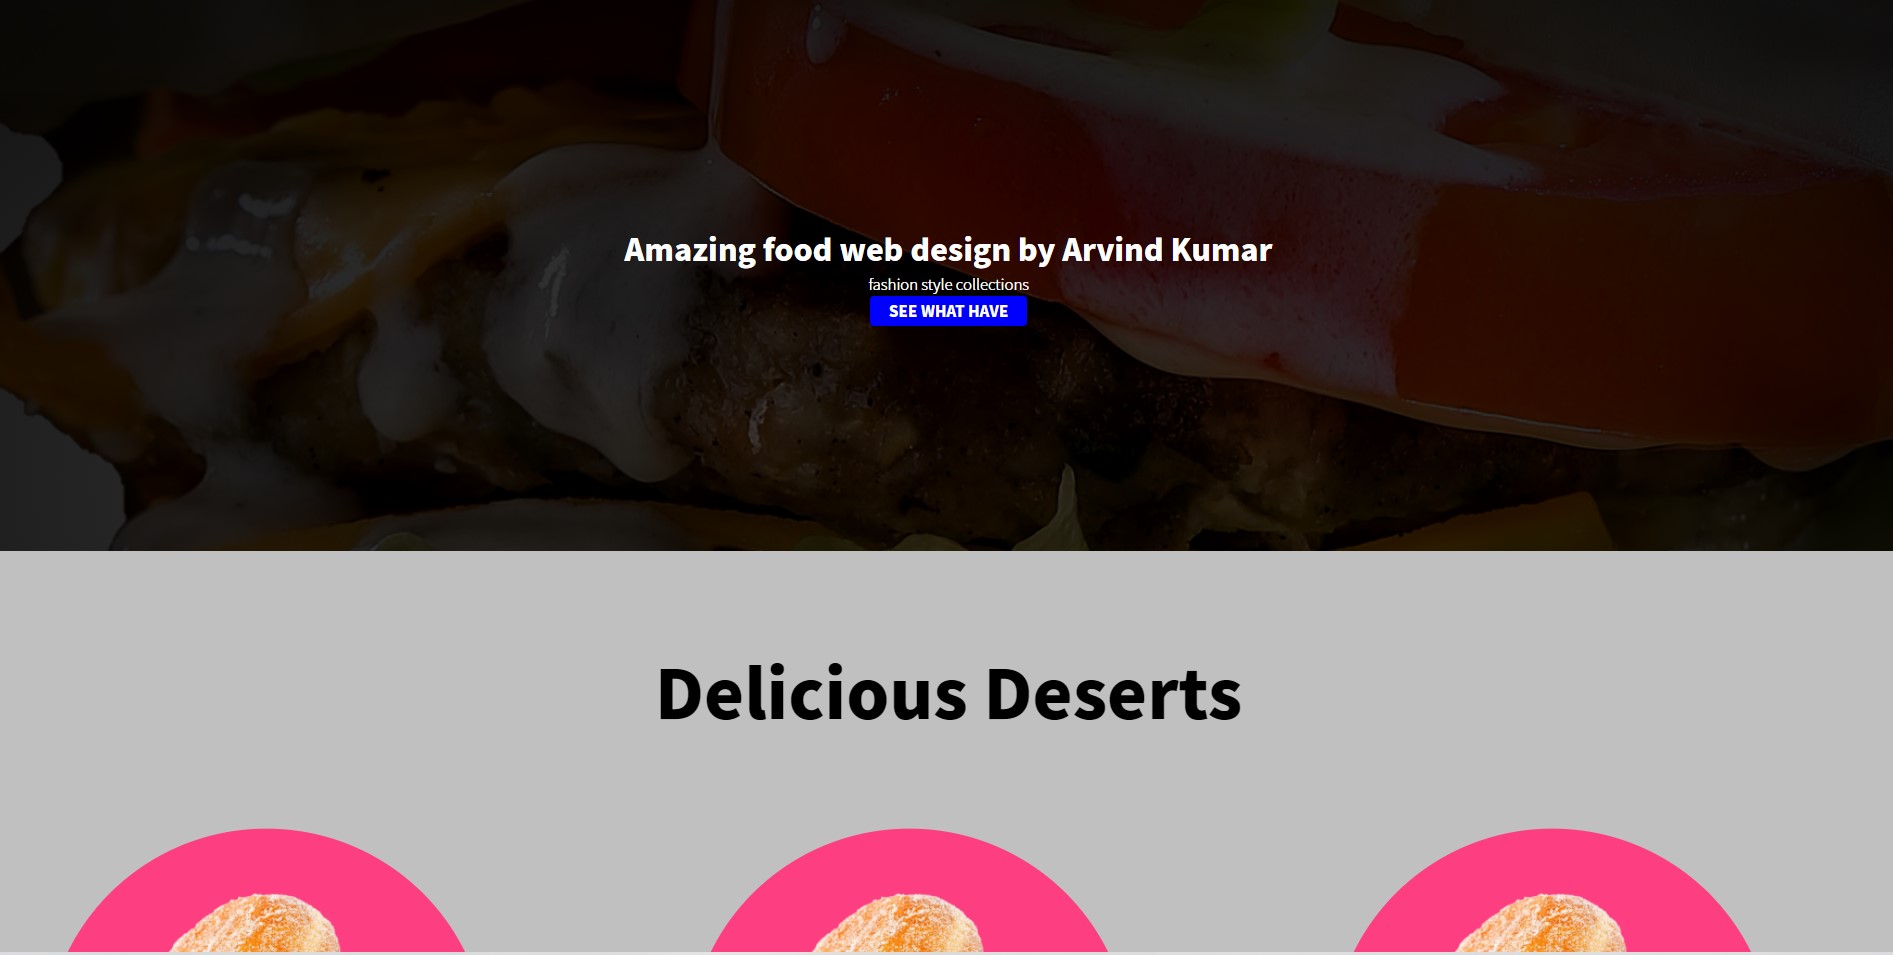 Amazing food web design by Arvind Kumar
fashion style collections
SEE WHAT HAVE
Delicious Deserts